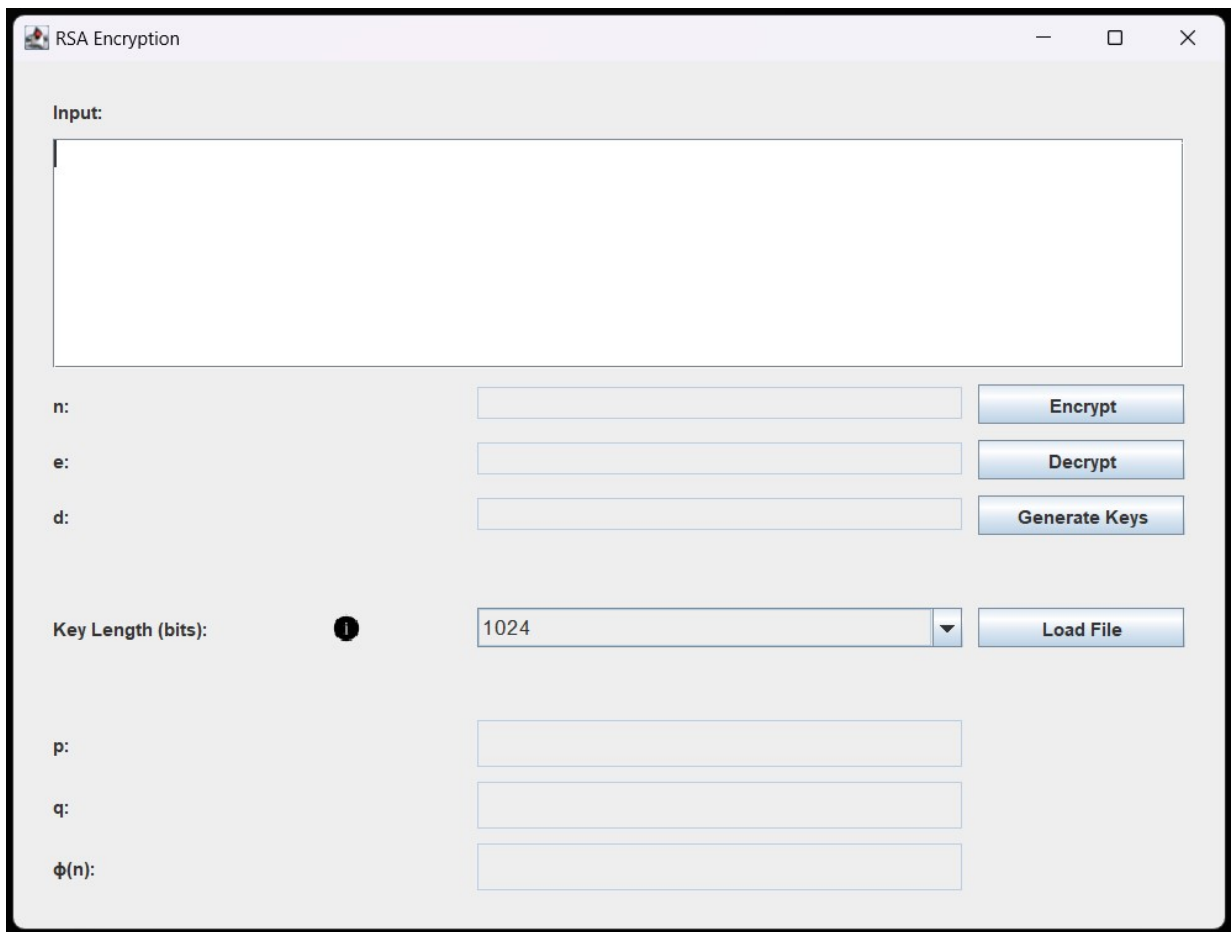 RSA Encryption
Input:
n:
Encrypt
e:
Decrypt
d:
Generate Keys
Key Length (bits):
i
1024
Load File
p:
q:
ϕ(n):